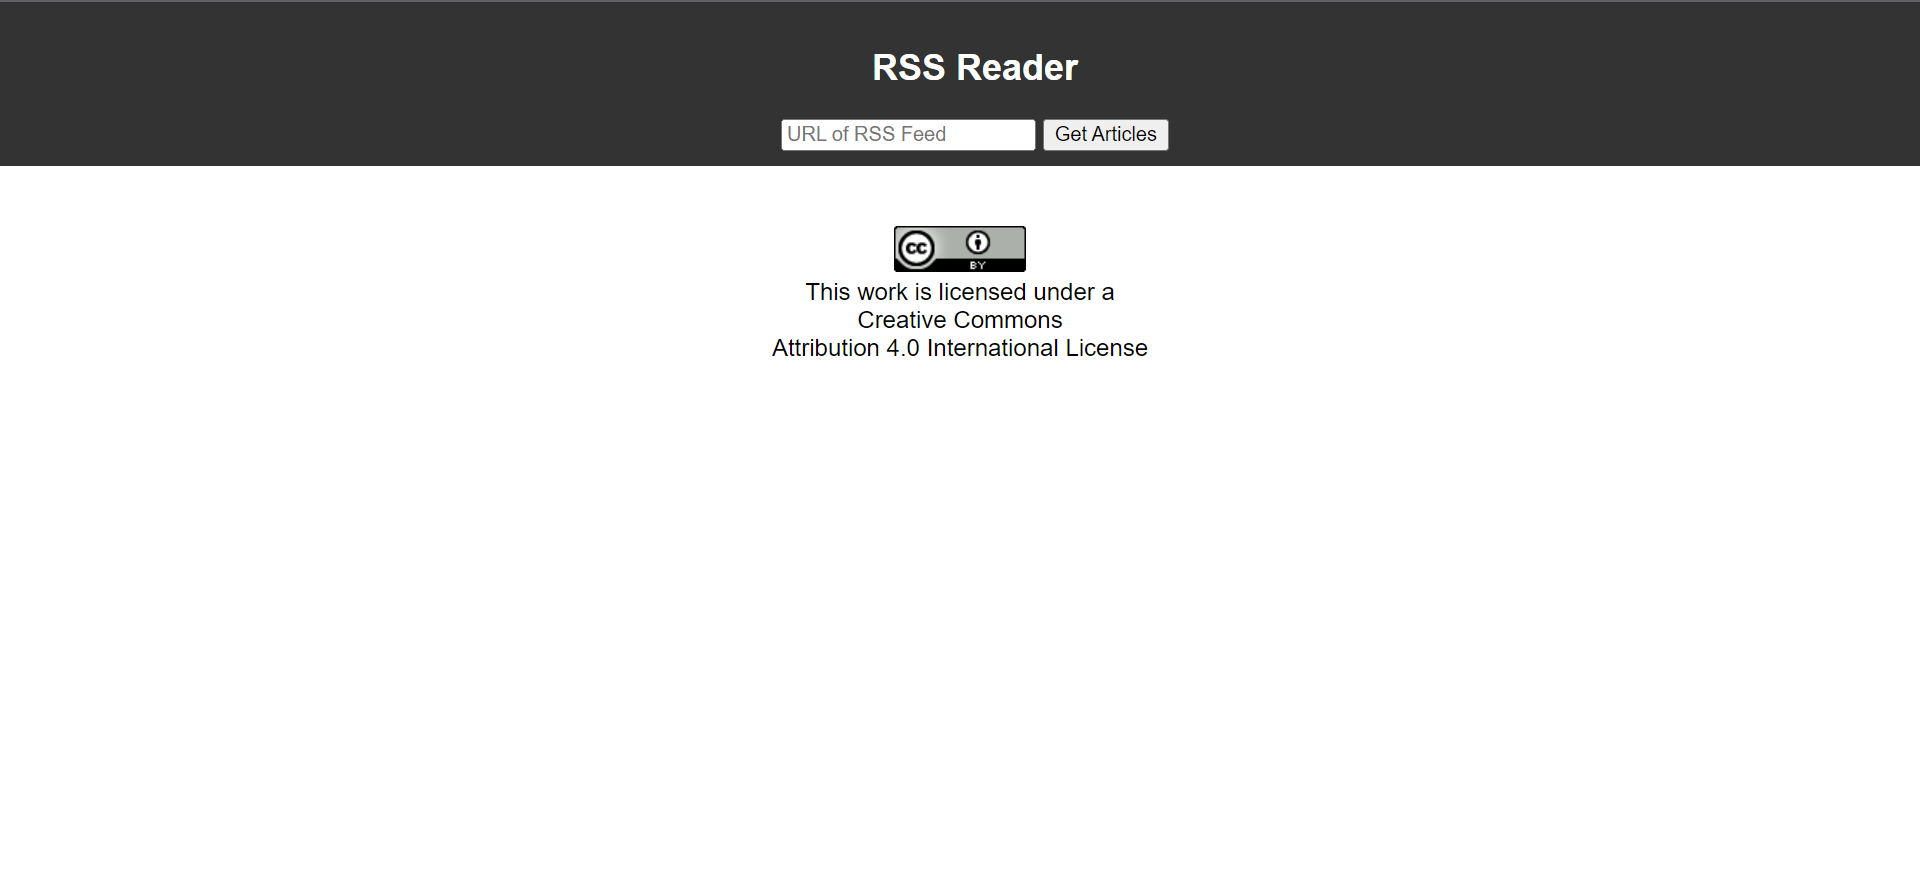 RSS Reader
URL of RSS Feed Get Articles
cc BY
This work is licensed under a
Creative Commons
Attribution 4.0 International License